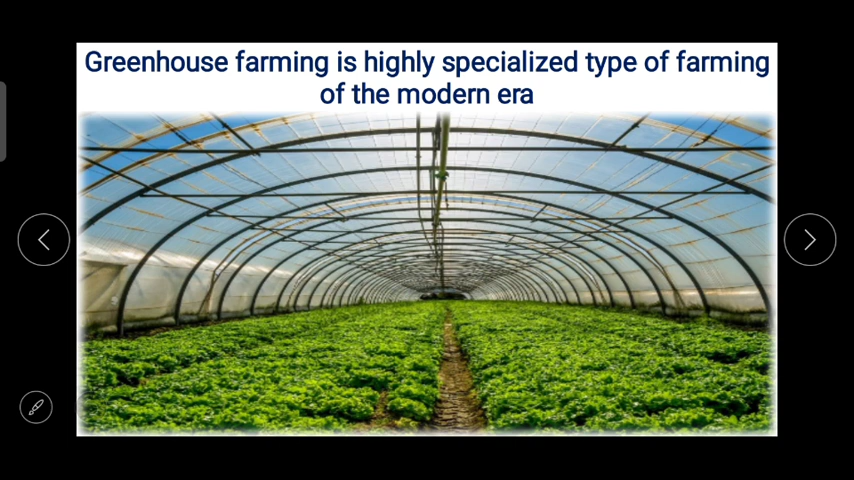 Greenhouse farming is highly specialized type of farming
of the modern era